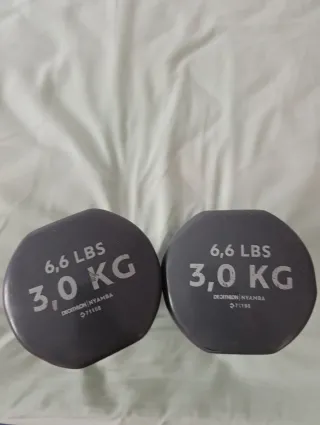 6,6 LBS
3,0 KG
DECATHLON | NYAMBA
6,6 LBS
3,0 KG
DECATHLON | NYAMBA